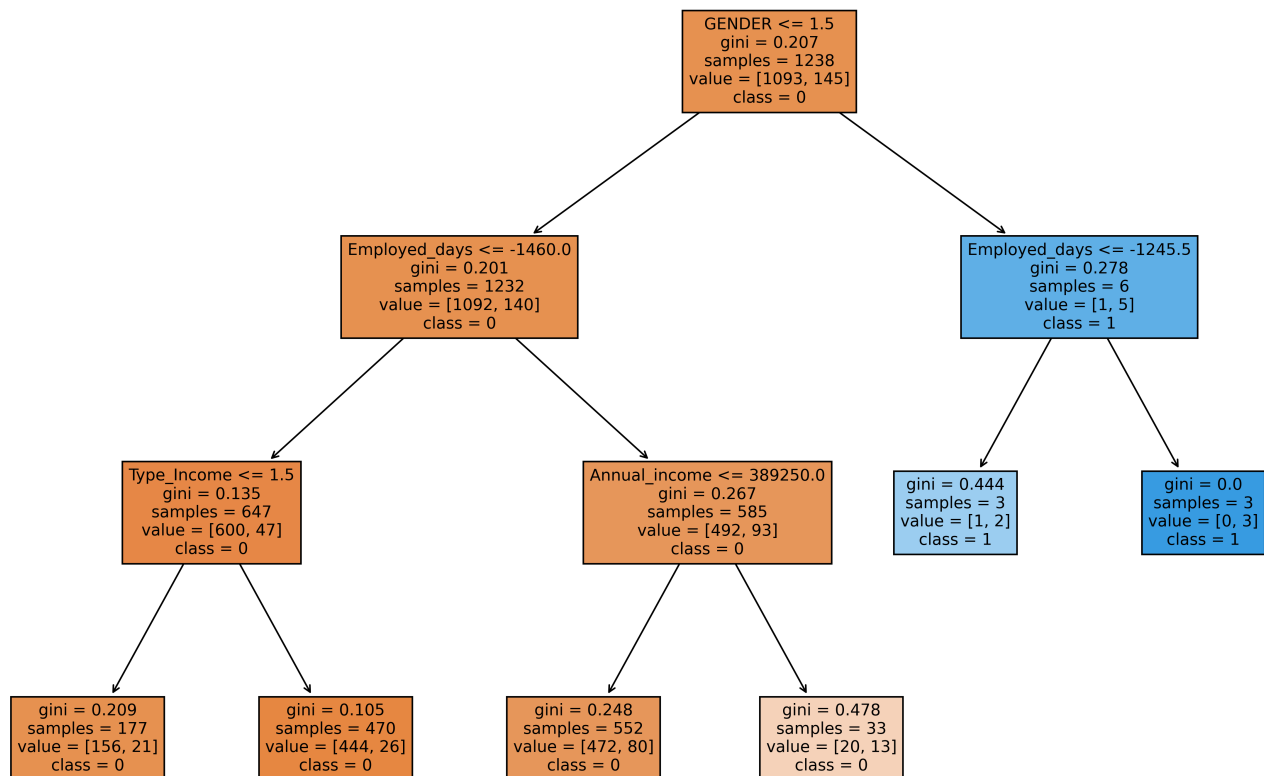 GENDER <= 1.5
gini = 0.207
samples = 1238
value = [1093, 145]
class = 0
Employed_days <= -1460.0
gini = 0.201
samples = 1232
value = [1092, 140]
class = 0
Employed_days <= -1245.5
gini = 0.278
samples = 6
value = [1, 5]
class = 1
Type_Income <= 1.5
gini = 0.135
samples = 647
value = [600, 47]
class = 0
Annual_income <= 389250.0
gini = 0.267
samples = 585
value = [492, 93]
class = 0
gini = 0.444
samples = 3
value = [1, 2]
class = 1
gini = 0.0
samples = 3
value = [0, 3]
class = 1
gini = 0.209
samples = 177
value = [156, 21]
class = 0
gini = 0.105
samples = 470
value = [444, 26]
class = 0
gini = 0.248
samples = 552
value = [472, 80]
class = 0
gini = 0.478
samples = 33
value = [20, 13]
class = 0